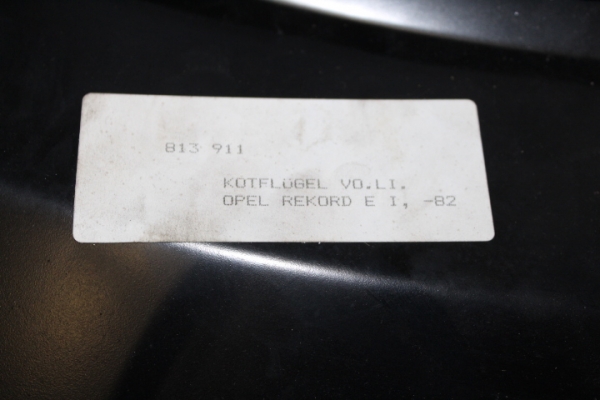 813 911
KOTFLÜGEL VO.LI.
OPEL REKORD E I, -82